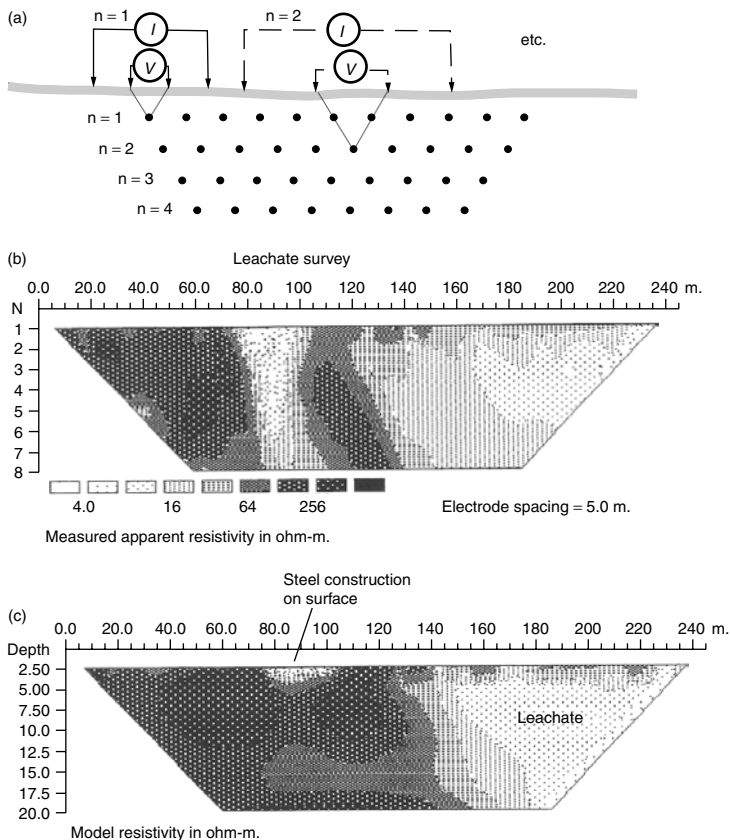 (a)
n = 1 I n = 2 I etc.
V V
n = 1
n = 2
n = 3
n = 4
(b)
Leachate survey
0.0 20.0 40.0 60.0 80.0 100 120 140 160 180 200 220 240 m.
N
1
2
3
4
5
6
7
8
4.0 16 64 256 Electrode spacing = 5.0 m.
Measured apparent resistivity in ohm-m.
Steel construction
on surface
(c)
0.0 20.0 40.0 60.0 80.0 100 120 140 160 180 200 220 240 m.
Depth
2.50
5.00
7.50 Leachate
10.0
12.5
15.0
17.5
20.0
Model resistivity in ohm-m.